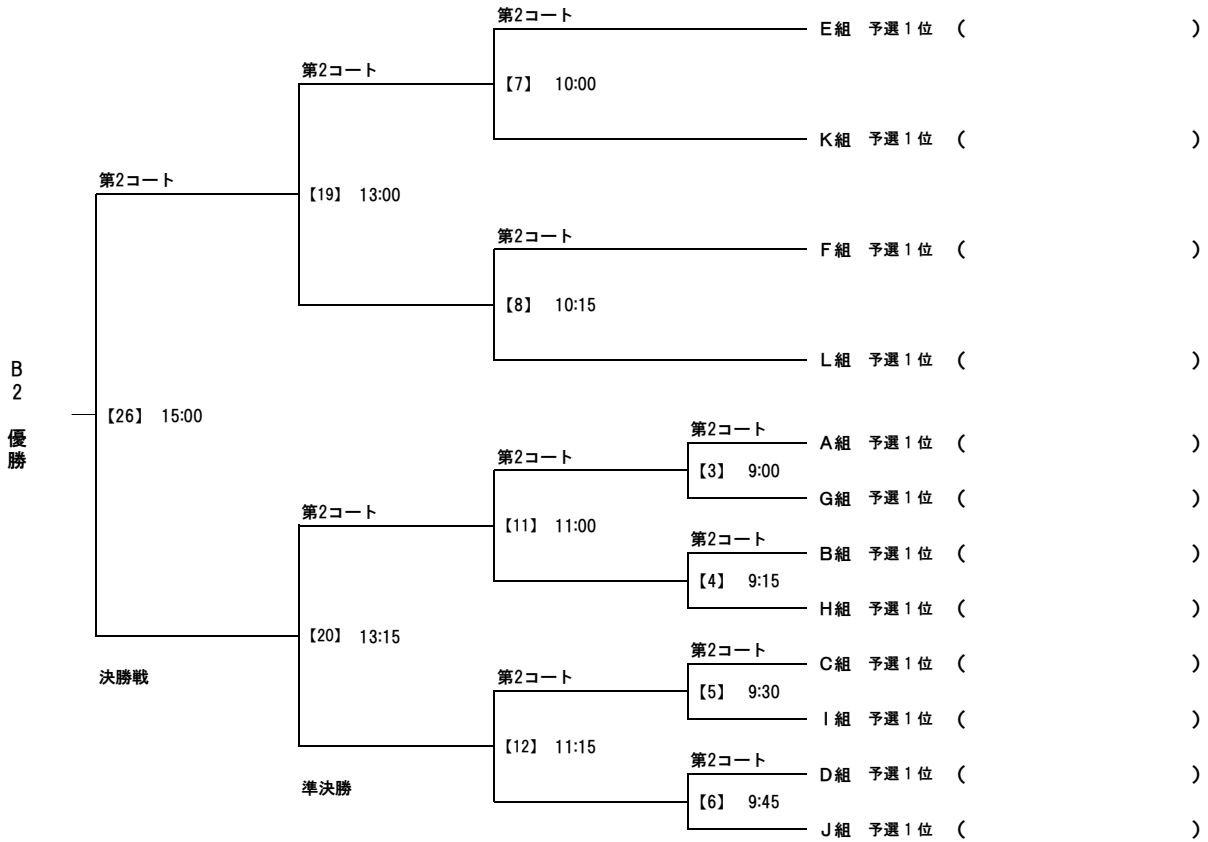 第2コート
E組 予選1位 ( )
第2コート
【7】 10:00
K組 予選1位 ( )
第2コート
【19】 13:00
第2コート
F組 予選1位 ( )
【8】 10:15
L組 予選1位 ( )
B2 優勝
【26】 15:00
第2コート
A組 予選1位 ( )
第2コート
【3】 9:00
G組 予選1位 ( )
第2コート
【11】 11:00
第2コート
B組 予選1位 ( )
【4】 9:15
H組 予選1位 ( )
【20】 13:15
第2コート
C組 予選1位 ( )
決勝戦
第2コート
【5】 9:30
I組 予選1位 ( )
【12】 11:15
第2コート
D組 予選1位 ( )
準決勝
【6】 9:45
J組 予選1位 ( )